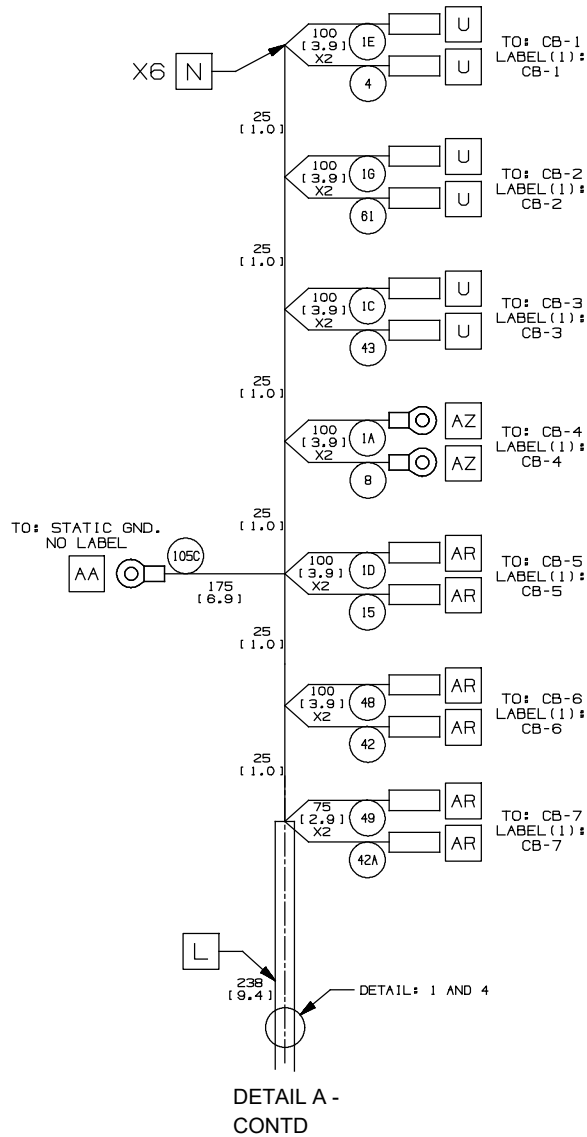 X6 N
100
[3.9]
X2
1E
4
U
U
TO: CB-1
LABEL(1):
CB-1
25
[1.0]
100
[3.9]
X2
1G
61
U
U
TO: CB-2
LABEL(1):
CB-2
25
[1.0]
100
[3.9]
X2
1C
43
U
U
TO: CB-3
LABEL(1):
CB-3
25
[1.0]
100
[3.9]
X2
1A
8
AZ
AZ
TO: CB-4
LABEL(1):
CB-4
25
[1.0]
TO: STATIC GND.
NO LABEL
AA
105C
175
[6.9]
100
[3.9]
X2
1D
15
AR
AR
TO: CB-5
LABEL(1):
CB-5
25
[1.0]
100
[3.9]
X2
48
42
AR
AR
TO: CB-6
LABEL(1):
CB-6
25
[1.0]
75
[2.9]
X2
49
42A
AR
AR
TO: CB-7
LABEL(1):
CB-7
L
238
[9.4]
DETAIL: 1 AND 4
DETAIL A -
CONTD